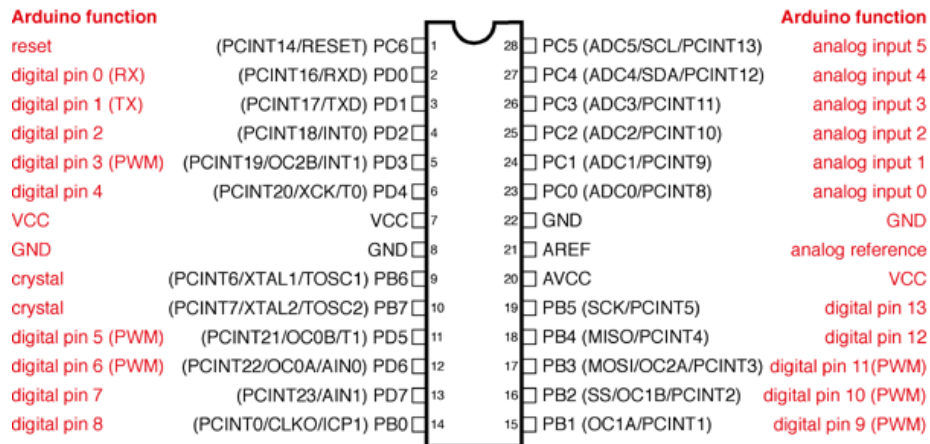 Arduino function Arduino function
reset (PCINT14/RESET) PC6 1 28 PC5 (ADC5/SCL/PCINT13) analog input 5
digital pin 0 (RX) (PCINT16/RXD) PD0 2 27 PC4 (ADC4/SDA/PCINT12) analog input 4
digital pin 1 (TX) (PCINT17/TXD) PD1 3 26 PC3 (ADC3/PCINT11) analog input 3
digital pin 2 (PCINT18/INT0) PD2 4 25 PC2 (ADC2/PCINT10) analog input 2
digital pin 3 (PWM) (PCINT19/OC2B/INT1) PD3 5 24 PC1 (ADC1/PCINT9) analog input 1
digital pin 4 (PCINT20/XCK/T0) PD4 6 23 PC0 (ADC0/PCINT8) analog input 0
VCC VCC 7 22 GND GND
GND GND 8 21 AREF analog reference
crystal (PCINT6/XTAL1/TOSC1) PB6 9 20 AVCC VCC
crystal (PCINT7/XTAL2/TOSC2) PB7 10 19 PB5 (SCK/PCINT5) digital pin 13
digital pin 5 (PWM) (PCINT21/OC0B/T1) PD5 11 18 PB4 (MISO/PCINT4) digital pin 12
digital pin 6 (PWM) (PCINT22/OC0A/AIN0) PD6 12 17 PB3 (MOSI/OC2A/PCINT3) digital pin 11(PWM)
digital pin 7 (PCINT23/AIN1) PD7 13 16 PB2 (SS/OC1B/PCINT2) digital pin 10 (PWM)
digital pin 8 (PCINT0/CLKO/ICP1) PB0 14 15 PB1 (OC1A/PCINT1) digital pin 9 (PWM)